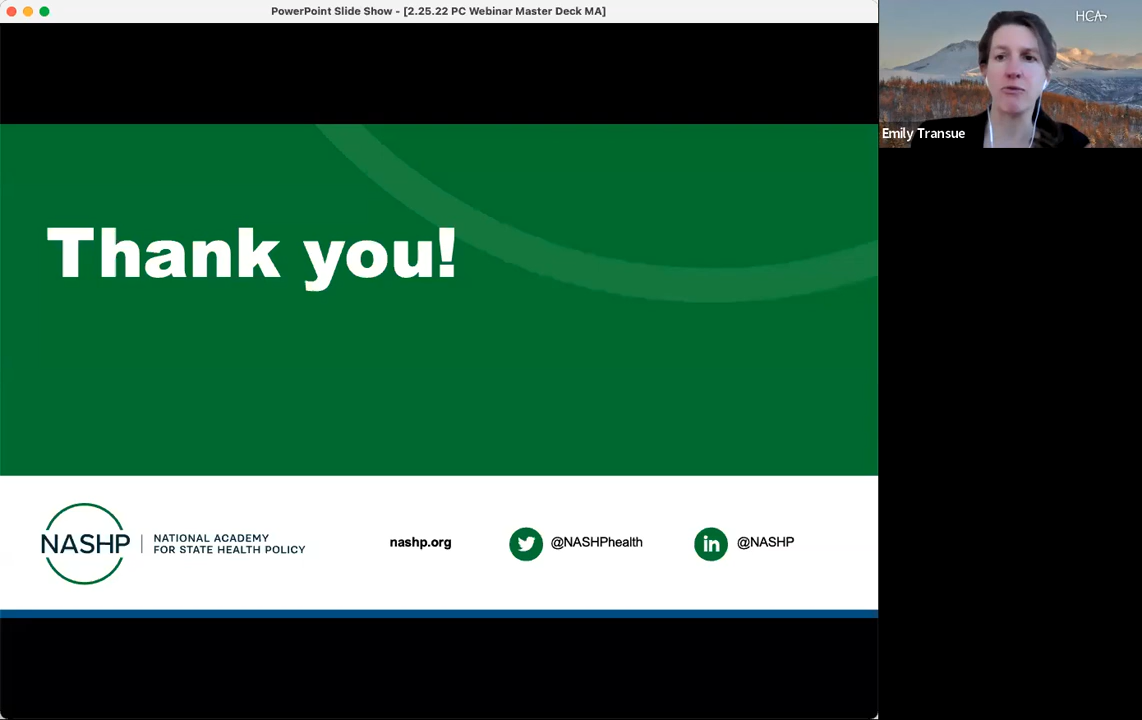 PowerPoint Slide Show - [2.25.22 PC Webinar Master Deck MA]
HCA
Emily Transue
Thank you!
NASHP
NATIONAL ACADEMY
FOR STATE HEALTH POLICY
nashp.org
in
@NASHPhealth
@NASHP